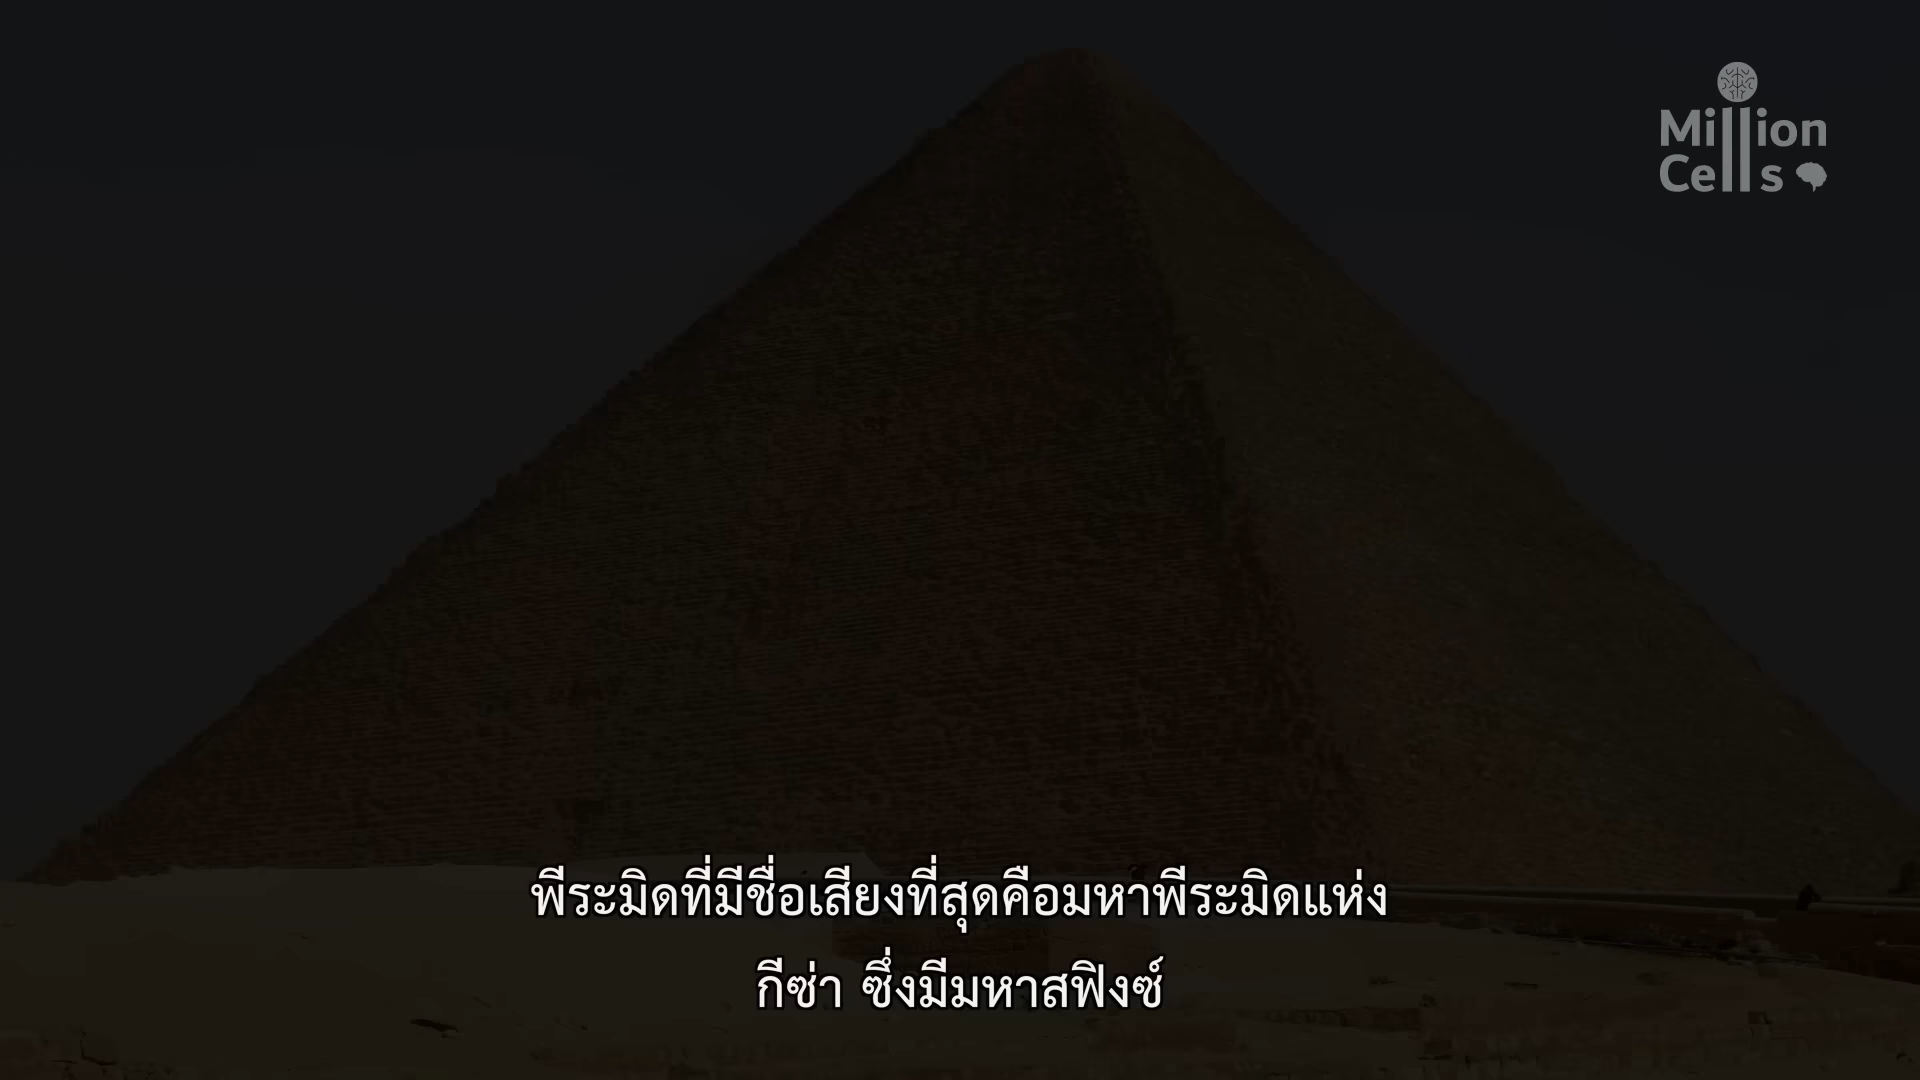 Million
Cells
พีระมิดที่มีชื่อเสียงที่สุดคือมหาพีระมิดแห่ง
กีซ่า ซึ่งมีมหาสฟิงซ์